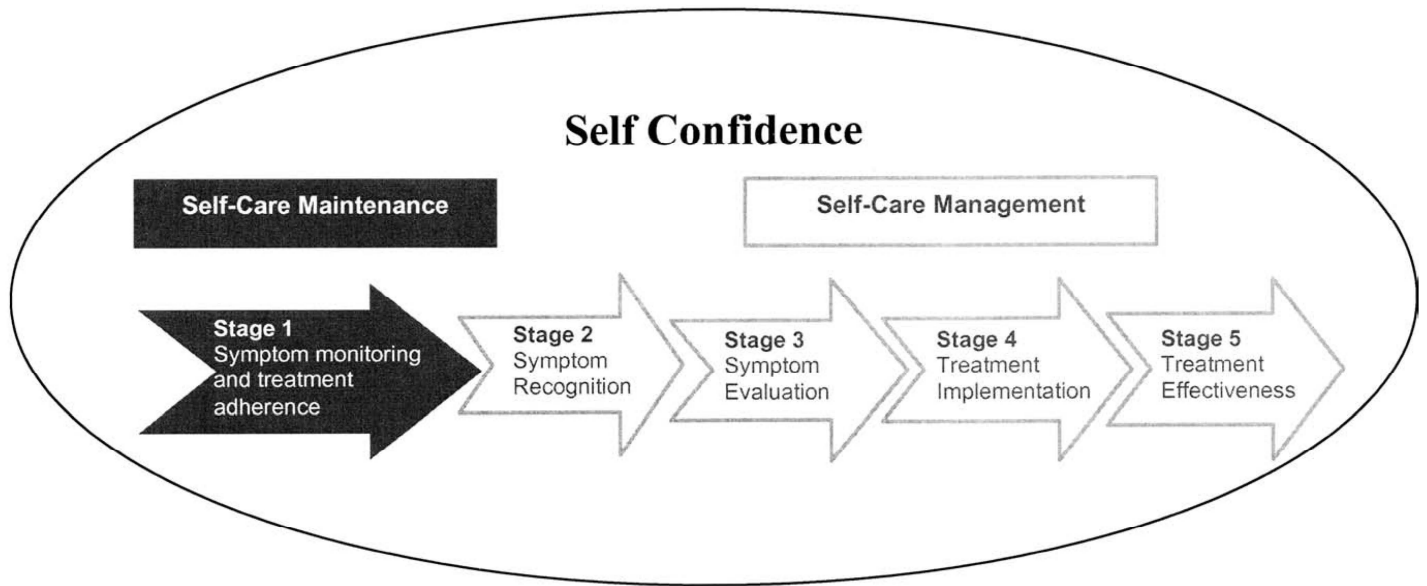 Self Confidence
Self-Care Maintenance
Self-Care Management
Stage 1
Symptom monitoring
and treatment
adherence
Stage 2
Symptom
Recognition
Stage 3
Symptom
Evaluation
Stage 4
Treatment
Implementation
Stage 5
Treatment
Effectiveness